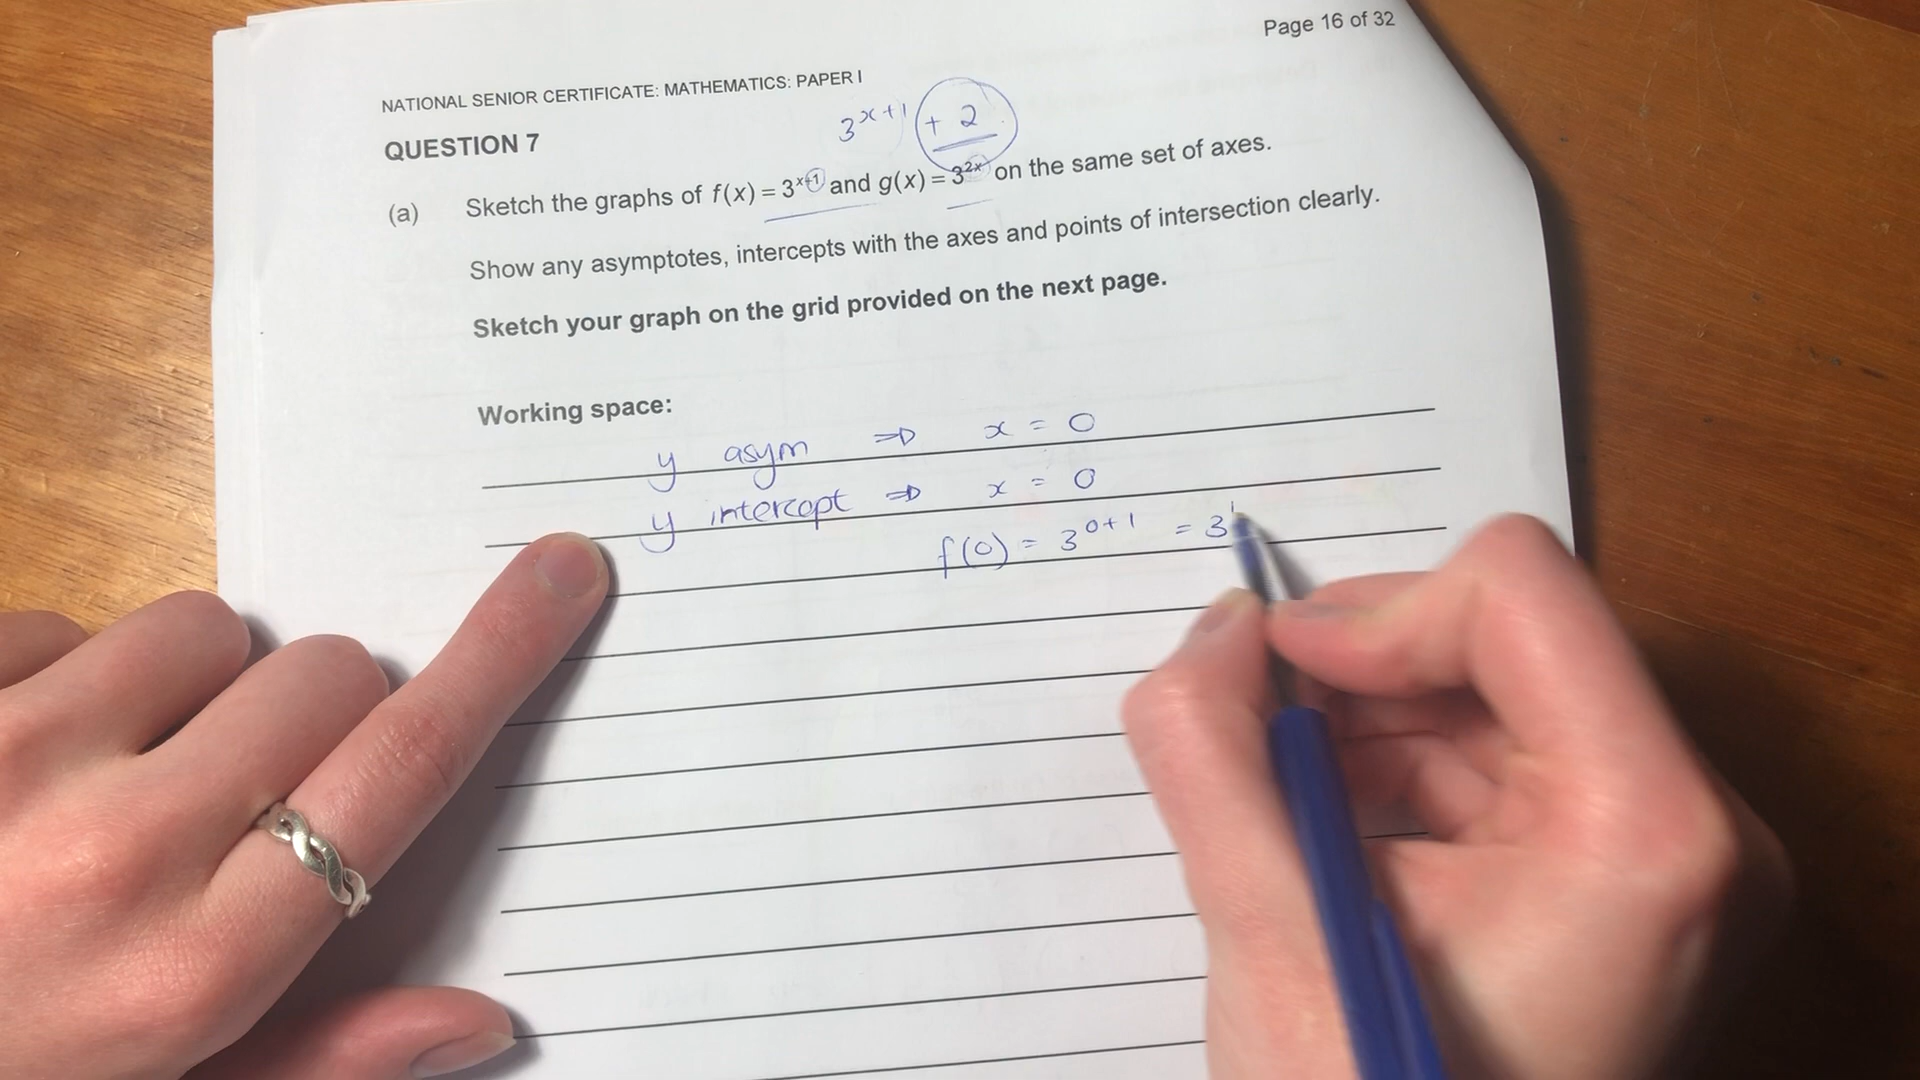 Page 16 of 32
NATIONAL SENIOR CERTIFICATE: MATHEMATICS: PAPER I
3^{x+1} + 2
QUESTION 7
(a) Sketch the graphs of f(x) = 3^{x+1} and g(x) = 3^{2x} on the same set of axes.
Show any asymptotes, intercepts with the axes and points of intersection clearly.
Sketch your graph on the grid provided on the next page.
Working space:
y asym ⇒ x = 0
y intercept ⇒ x = 0
f(0) = 3^{0+1} = 3^1